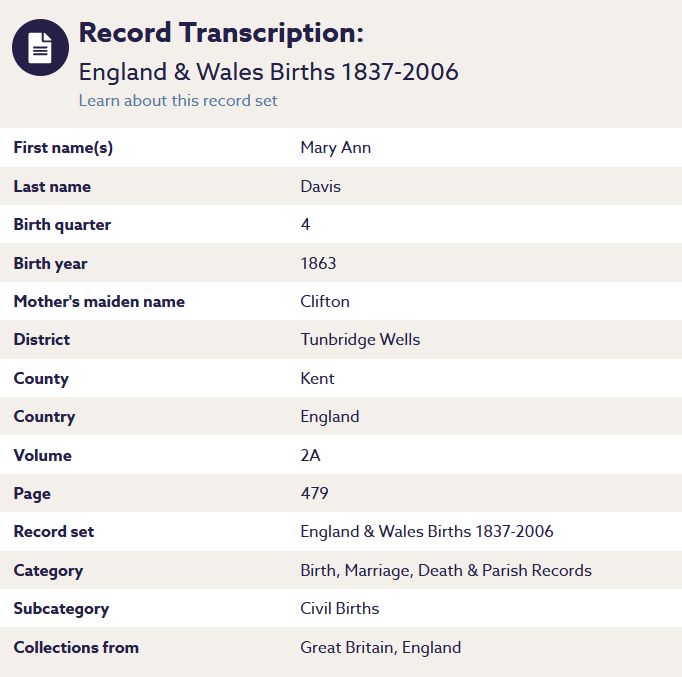 Record Transcription:
England & Wales Births 1837-2006
Learn about this record set
First name(s) Mary Ann
Last name Davis
Birth quarter 4
Birth year 1863
Mother's maiden name Clifton
District Tunbridge Wells
County Kent
Country England
Volume 2A
Page 479
Record set England & Wales Births 1837-2006
Category Birth, Marriage, Death & Parish Records
Subcategory Civil Births
Collections from Great Britain, England